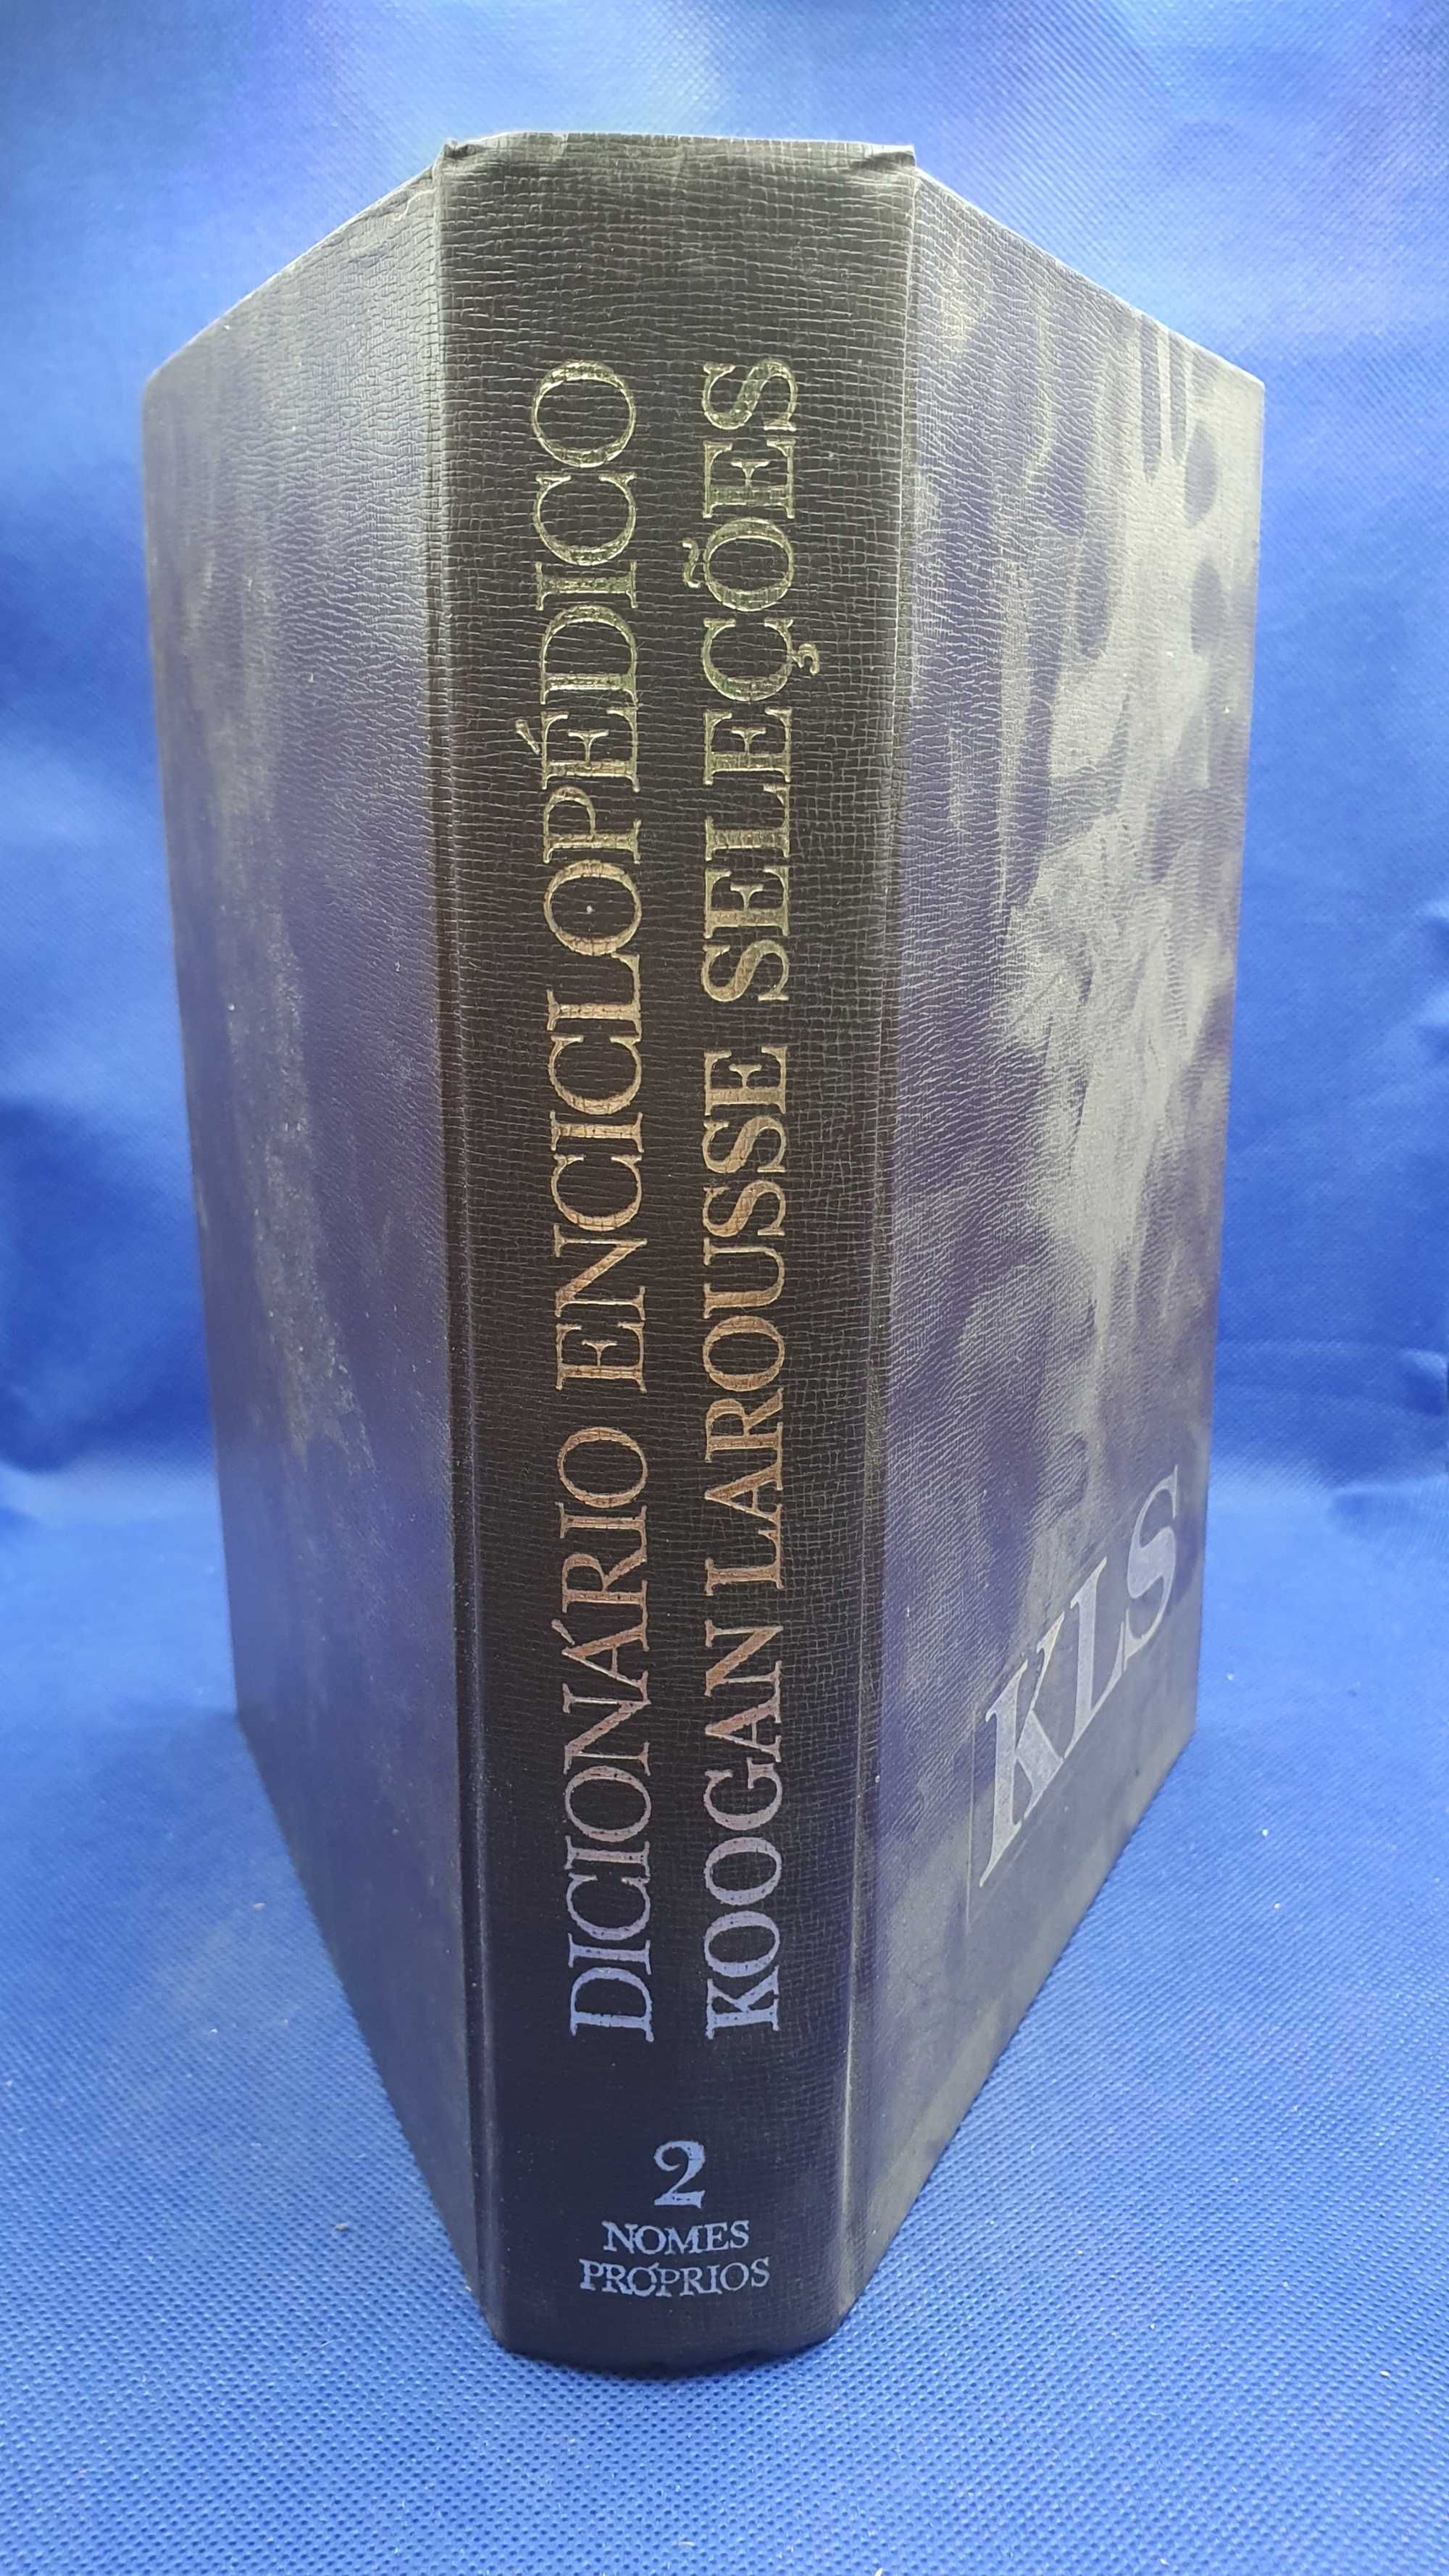 DICIONÁRIO ENCICLOPÉDICO
KOOGAN LAROUSSE SELEÇÕES
2
NOMES
PRÓPRIOS
KLS